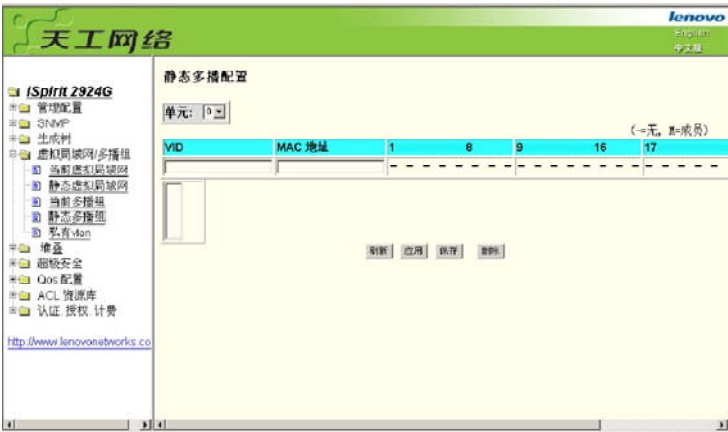 lenovo
English
中文版
天工网络
ISpirit 2924G
管理配置
SNMP
生成树
虚拟局域网/多播组
当前虚拟局域网
静态虚拟局域网
当前多播组
静态多播组
私有vlan
堆叠
超级安全
Qos 配置
ACL 资源库
认证.授权.计费
http://www.lenovonetworks.co
静态多播配置
单元: 0
(-=无, M=成员)
VID MAC 地址 1 8 9 16 17
- - - - - - - - - - - - - - - - - - - - -
刷新 应用 保存 删除